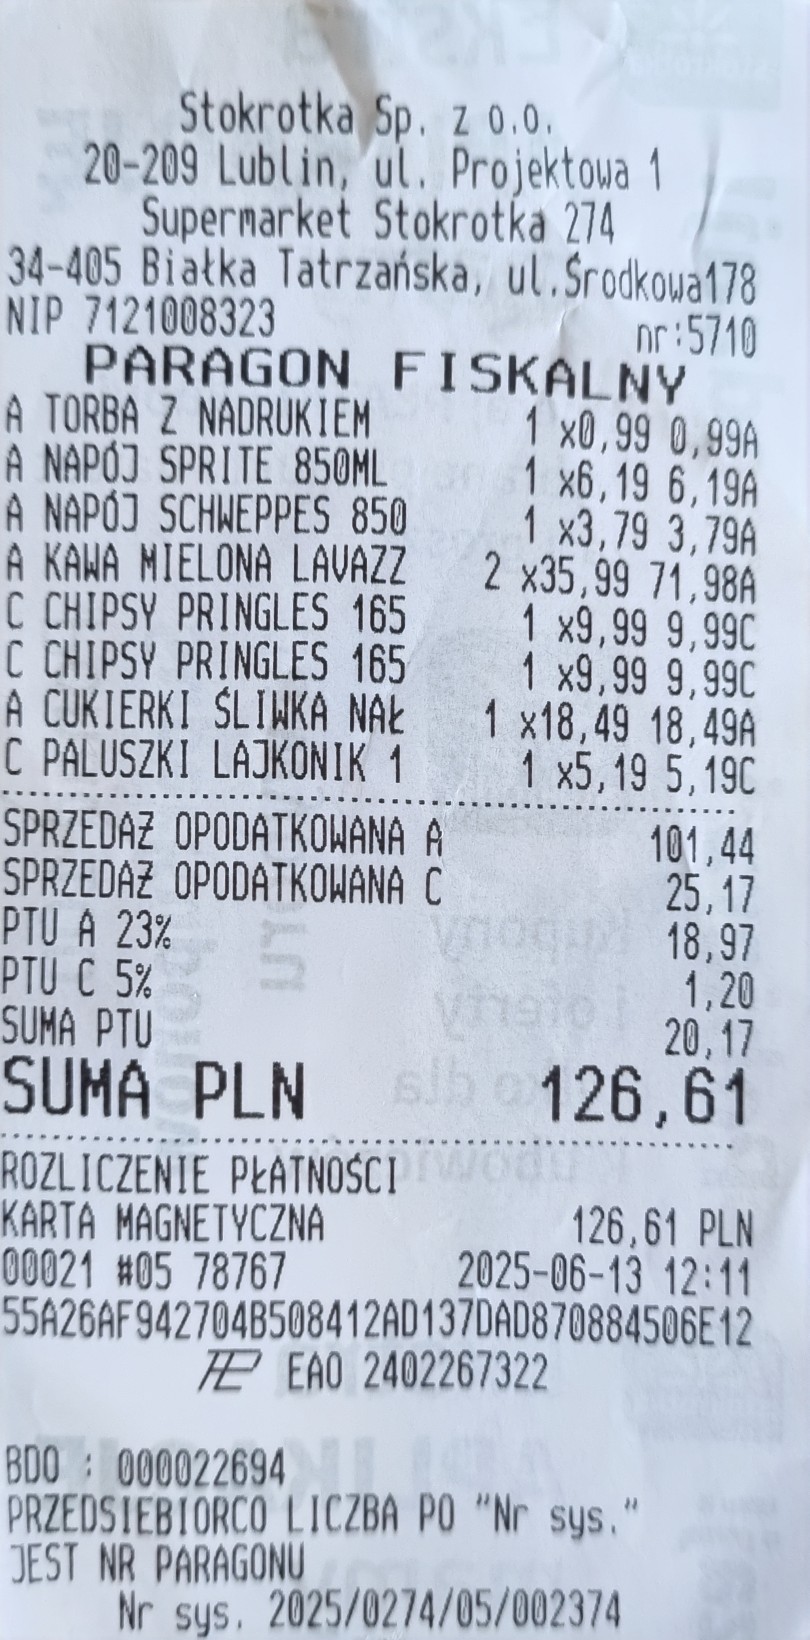 Stokrotka Sp. z o.o.
20-209 Lublin, ul. Projektowa 1
Supermarket Stokrotka 274
34-405 Białka Tatrzańska, ul.Środkowa178
NIP 7121008323 nr:5710
PARAGON FISKALNY
A TORBA Z NADRUKIEM 1 x0,99 0,99A
A NAPÓJ SPRITE 850ML 1 x6,19 6,19A
A NAPÓJ SCHWEPPES 850 1 x3,79 3,79A
A KAWA MIELONA LAVAZZ 2 x35,99 71,98A
C CHIPSY PRINGLES 165 1 x9,99 9,99C
C CHIPSY PRINGLES 165 1 x9,99 9,99C
A CUKIERKI ŚLIWKA NAŁ 1 x18,49 18,49A
C PALUSZKI LAJKONIK 1 1 x5,19 5,19C
SPRZEDAŻ OPODATKOWANA A 101,44
SPRZEDAŻ OPODATKOWANA C 25,17
PTU A 23% 18,97
PTU C 5% 1,20
SUMA PTU 20,17
SUMA PLN 126,61
ROZLICZENIE PŁATNOŚCI
KARTA MAGNETYCZNA 126,61 PLN
00021 #05 78767 2025-06-13 12:11
55A26AF942704B508412AD137DAD870884506E12
EAO 2402267322
BDO : 000022694
PRZEDSIEBIORCO LICZBA PO "Nr sys."
JEST NR PARAGONU
Nr sys. 2025/0274/05/002374